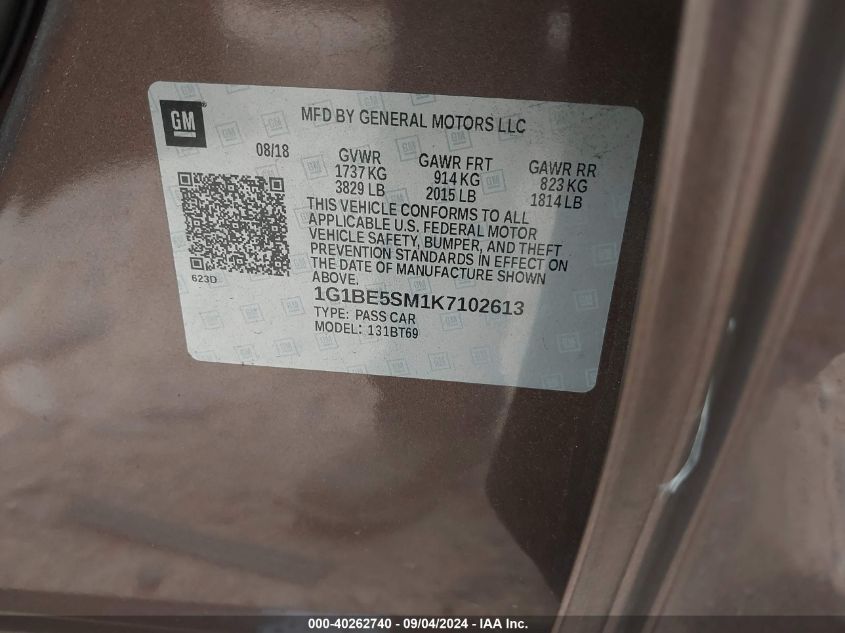 GM
MFD BY GENERAL MOTORS LLC
08/18
GVWR
1737 KG
3829 LB
GAWR FRT
914 KG
2015 LB
GAWR RR
823 KG
1814 LB
THIS VEHICLE CONFORMS TO ALL
APPLICABLE U.S. FEDERAL MOTOR
VEHICLE SAFETY, BUMPER, AND THEFT
PREVENTION STANDARDS IN EFFECT ON
THE DATE OF MANUFACTURE SHOWN
ABOVE.
623D
1G1BE5SM1K7102613
TYPE: PASS CAR
MODEL: 131BT69
000-40262740 - 09/04/2024 - IAA Inc.